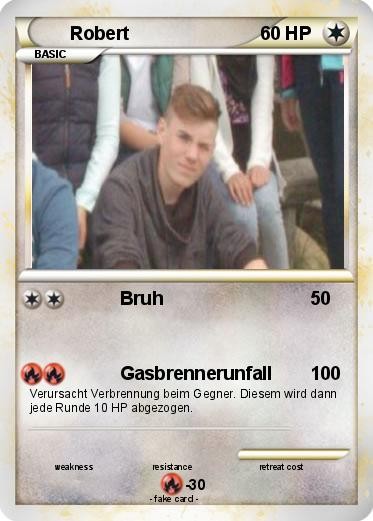 Robert 60 HP
BASIC
Bruh 50
Gasbrennerunfall 100
Verursacht Verbrennung beim Gegner. Diesem wird dann
jede Runde 10 HP abgezogen.
weakness resistance retreat cost
-30
- fake card -